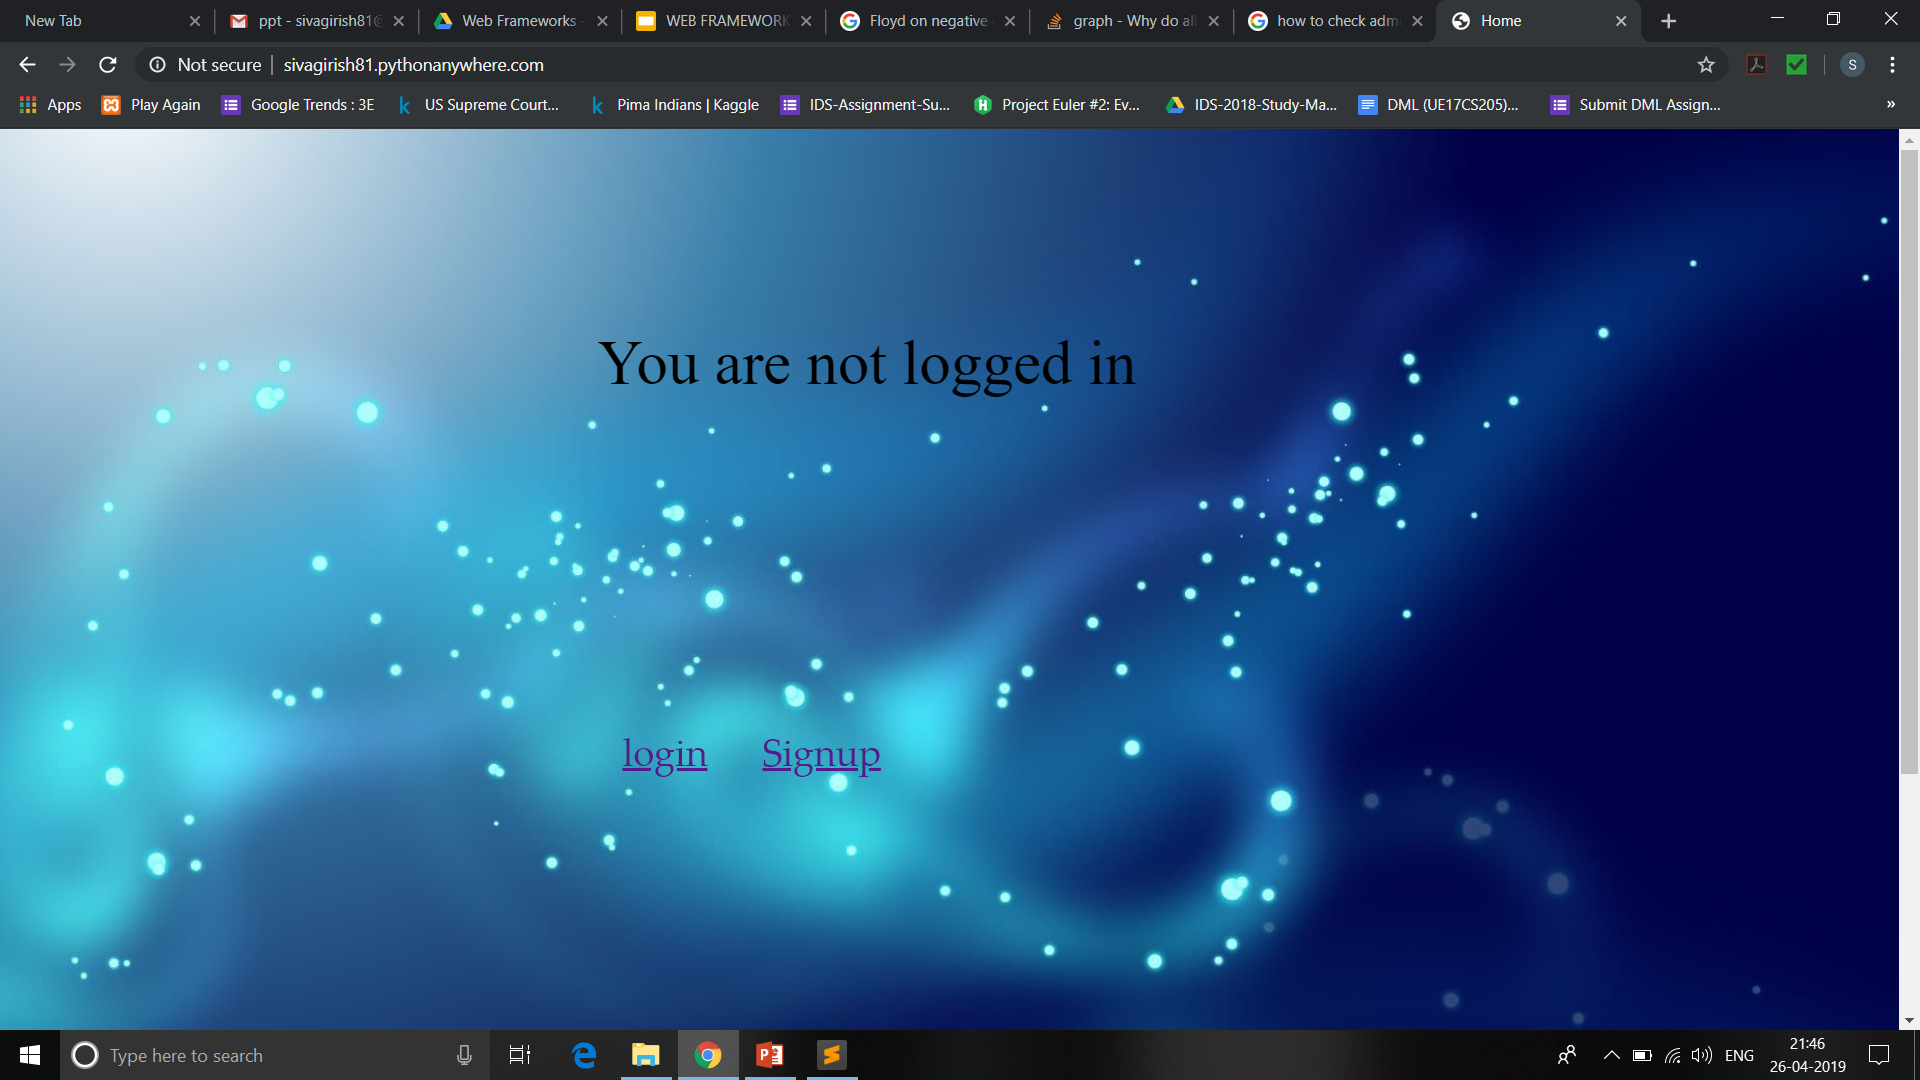 New Tab
ppt - sivagirish81@
Web Frameworks -
WEB FRAMEWORK
Floyd on negative
graph - Why do all
how to check adm
Home
Not secure
sivagirish81.pythonanywhere.com
S
Apps
Play Again
Google Trends : 3E
US Supreme Court...
Pima Indians | Kaggle
IDS-Assignment-Su...
Project Euler #2: Ev...
IDS-2018-Study-Ma...
DML (UE17CS205)...
Submit DML Assign...
»
You are not logged in
login
Signup
Type here to search
ENG
21:46
26-04-2019